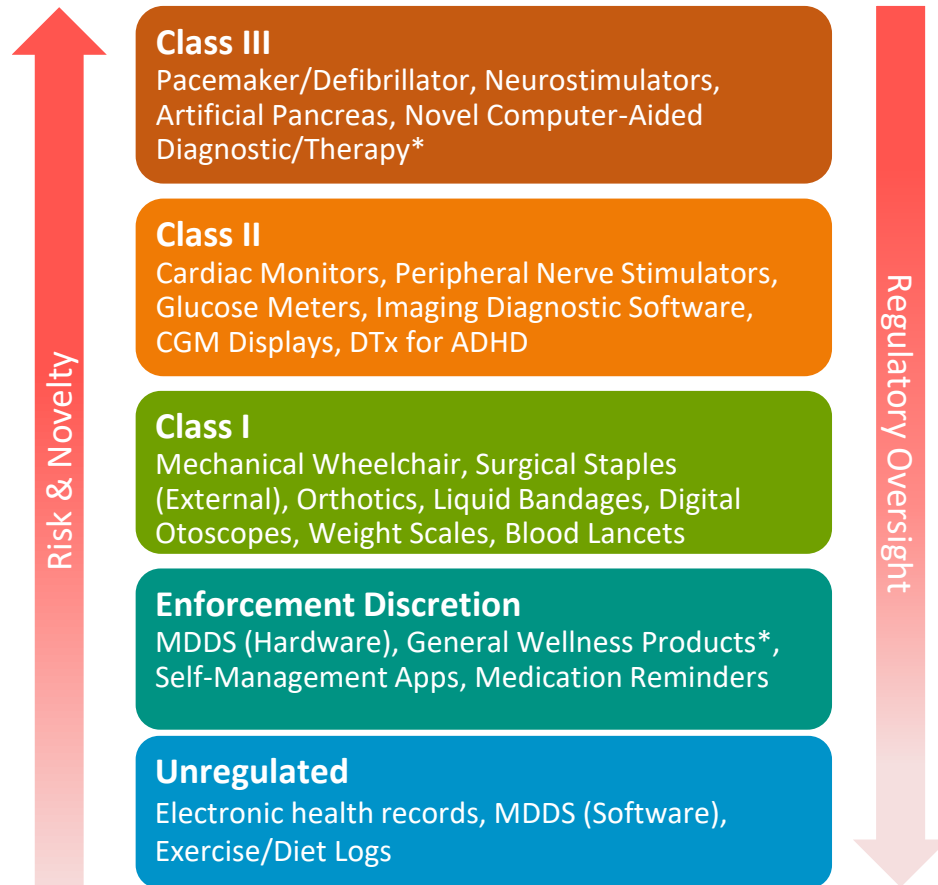 Class III
Pacemaker/Defibrillator, Neurostimulators,
Artificial Pancreas, Novel Computer-Aided
Diagnostic/Therapy*
Class II
Cardiac Monitors, Peripheral Nerve Stimulators,
Glucose Meters, Imaging Diagnostic Software,
CGM Displays, DTx for ADHD
Class I
Mechanical Wheelchair, Surgical Staples
(External), Orthotics, Liquid Bandages, Digital
Otoscopes, Weight Scales, Blood Lancets
Enforcement Discretion
MDDS (Hardware), General Wellness Products*,
Self-Management Apps, Medication Reminders
Unregulated
Electronic health records, MDDS (Software),
Exercise/Diet Logs
Risk & Novelty
Regulatory Oversight